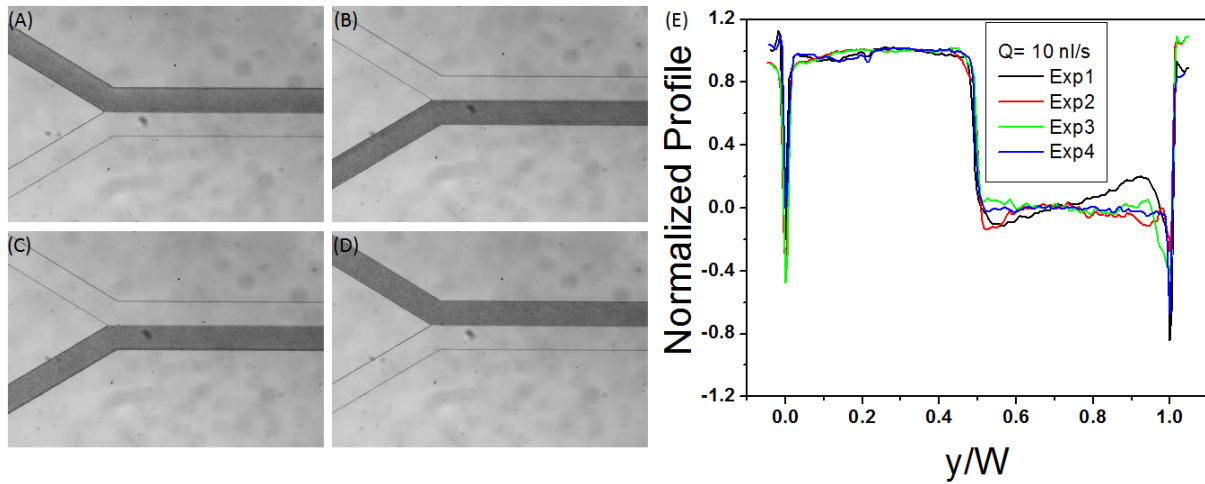 (A)
(B)
(C)
(D)
(E)
Normalized Profile
1.2
0.8
0.4
0.0
-0.4
-0.8
-1.2
Q= 10 nl/s
Exp1
Exp2
Exp3
Exp4
0.0 0.2 0.4 0.6 0.8 1.0
y/W